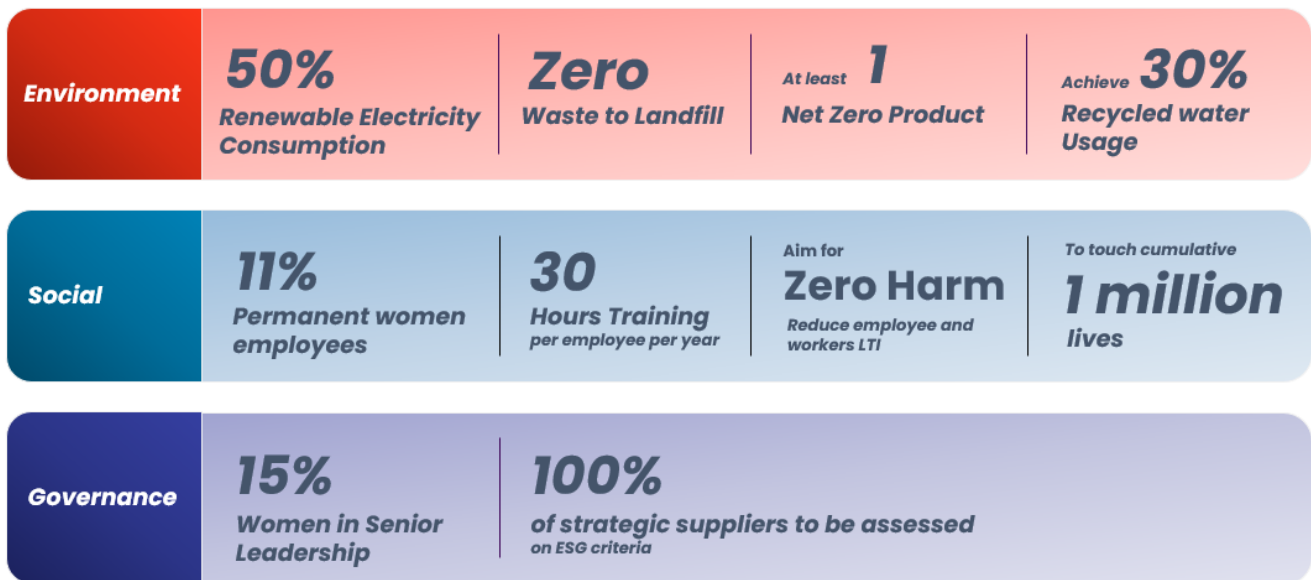 Environment
50%
Renewable Electricity
Consumption
Zero
Waste to Landfill
At least 1
Net Zero Product
Achieve 30%
Recycled water
Usage
Social
11%
Permanent women
employees
30
Hours Training
per employee per year
Aim for
Zero Harm
Reduce employee and
workers LTI
To touch cumulative
1 million
lives
Governance
15%
Women in Senior
Leadership
100%
of strategic suppliers to be assessed
on ESG criteria